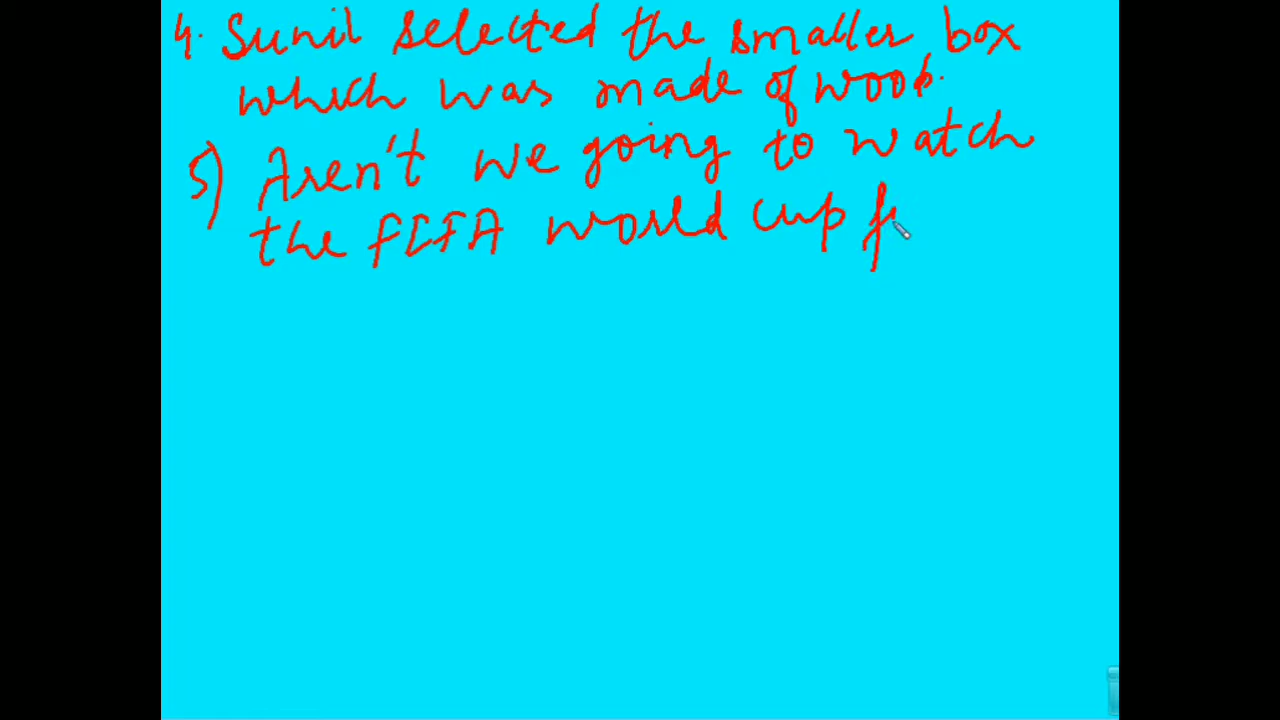 4. Sunil selected the smaller box
which was made of wood.
5) Aren't we going to watch
the FIFA world cup f